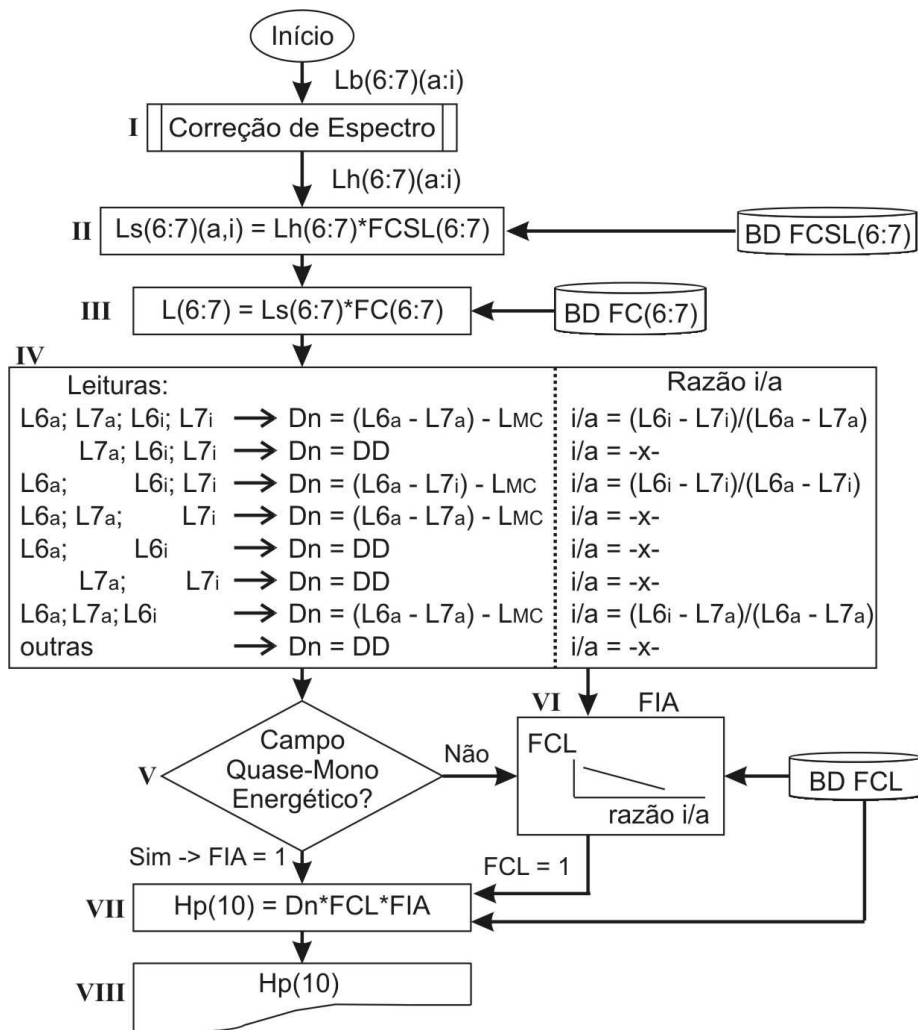 Início
Lb(6:7)(a:i)
I
Correção de Espectro
Lh(6:7)(a:i)
II
Ls(6:7)(a,i) = Lh(6:7)*FCSL(6:7)
BD FCSL(6:7)
III
L(6:7) = Ls(6:7)*FC(6:7)
BD FC(6:7)
IV
Leituras:
Razão i/a
L6a; L7a; L6i; L7i → Dn = (L6a - L7a) - LMC i/a = (L6i - L7i)/(L6a - L7a)
L7a; L6i; L7i → Dn = DD i/a = -x-
L6a; L6i; L7i → Dn = (L6a - L7i) - LMC i/a = (L6i - L7i)/(L6a - L7i)
L6a; L7a; L7i → Dn = (L6a - L7a) - LMC i/a = -x-
L6a; L6i → Dn = DD i/a = -x-
L7a; L7i → Dn = DD i/a = -x-
L6a; L7a; L6i → Dn = (L6a - L7a) - LMC i/a = (L6i - L7a)/(L6a - L7a)
outras → Dn = DD i/a = -x-
V
Campo
Quase-Mono
Energético?
Não
VI
FIA
FCL
razão i/a
BD FCL
Sim -> FIA = 1
FCL = 1
VII
Hp(10) = Dn*FCL*FIA
VIII
Hp(10)